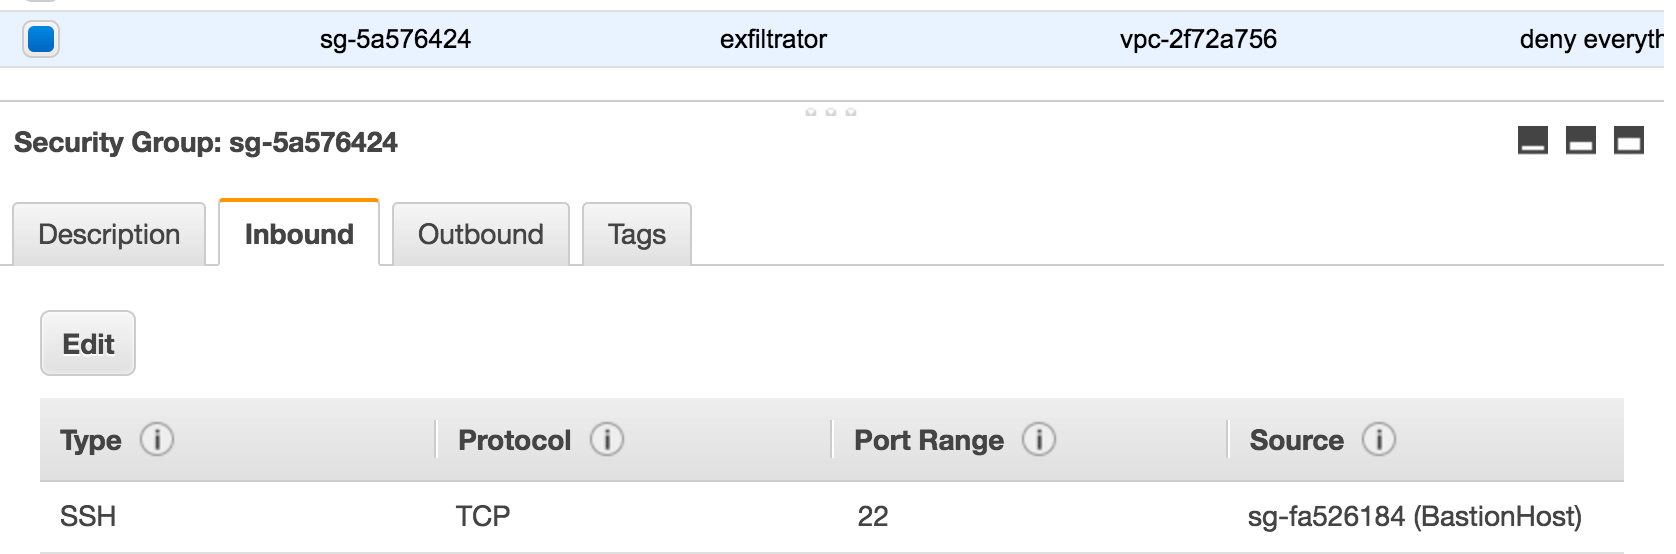 sg-5a576424 exfiltrator vpc-2f72a756 deny everyth
Security Group: sg-5a576424
Description Inbound Outbound Tags
Edit
Type i Protocol i Port Range i Source i
SSH TCP 22 sg-fa526184 (BastionHost)